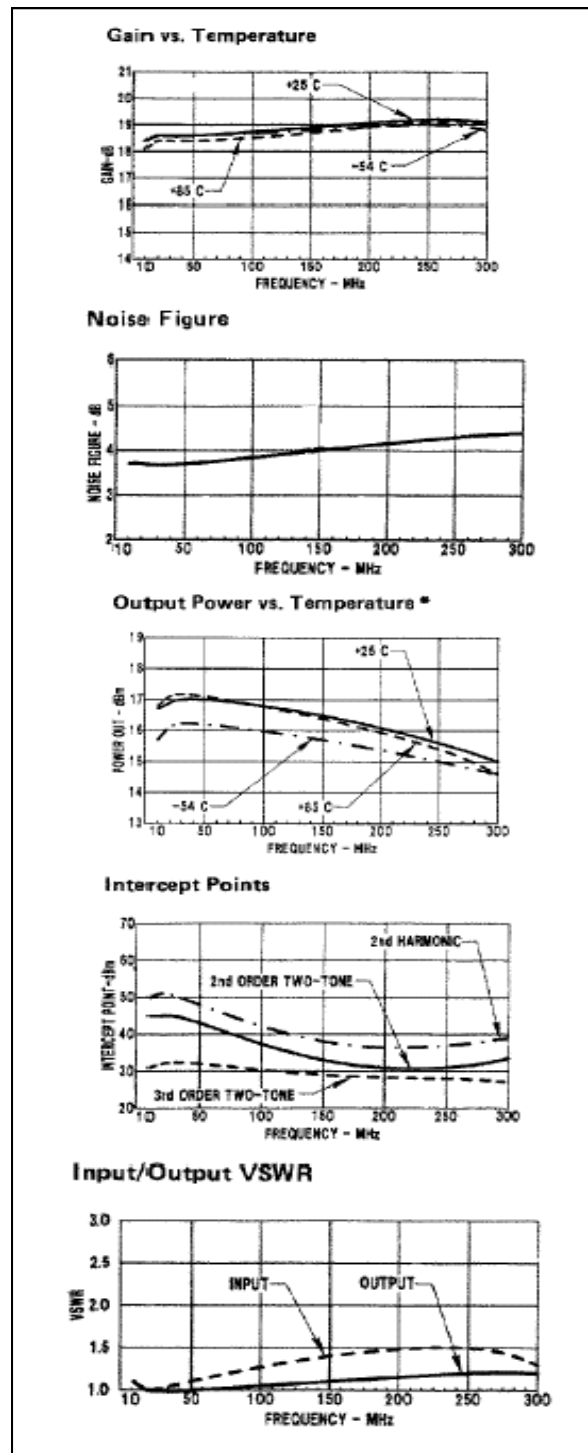 Gain vs. Temperature
21
20
19
18
17
16
15
14
GAIN-dB
+25 C
-54 C
+85 C
10 50 100 150 200 250 300
FREQUENCY - MHz
Noise Figure
6
5
4
3
2
NOISE FIGURE - dB
10 50 100 150 200 250 300
FREQUENCY - MHz
Output Power vs. Temperature*
19
18
17
16
15
14
13
POWER OUT - dBm
+25 C
-54 C
+85 C
10 50 100 150 200 250 300
FREQUENCY - MHz
Intercept Points
70
60
50
40
30
20
INTERCEPT POINT-dBm
2nd HARMONIC
2nd ORDER TWO-TONE
3rd ORDER TWO-TONE
10 50 100 150 200 250 300
FREQUENCY - MHz
Input/Output VSWR
3.0
2.5
2.0
1.5
1.0
VSWR
INPUT
OUTPUT
10 50 100 150 200 250 300
FREQUENCY - MHz